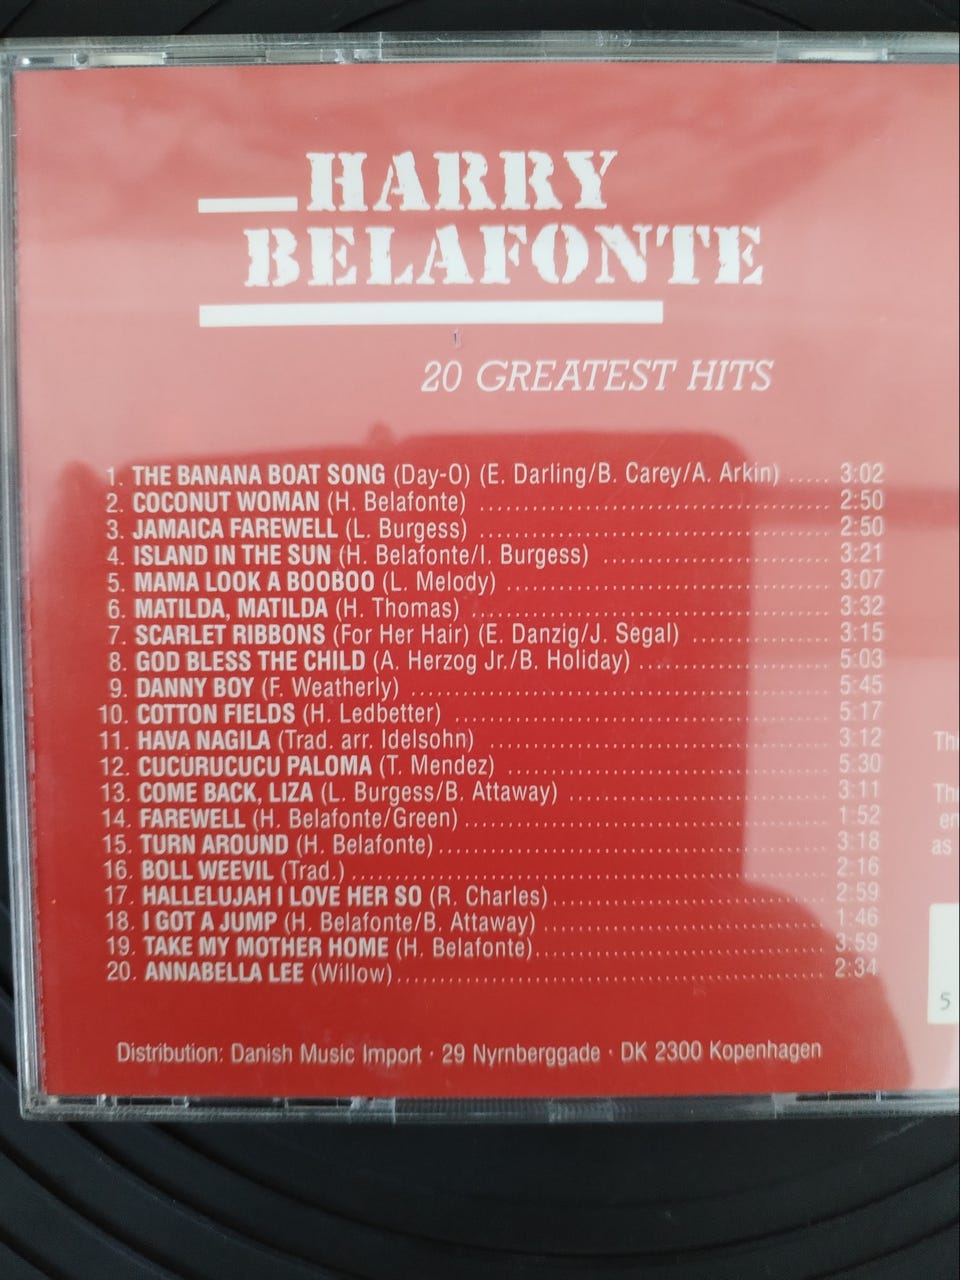 HARRY
BELAFONTE
20 GREATEST HITS
1. THE BANANA BOAT SONG (Day-O) (E. Darling/B. Carey/A. Arkin) ..... 3:02
2. COCONUT WOMAN (H. Belafonte) ........................................ 2:50
3. JAMAICA FAREWELL (L. Burgess) ........................................ 2:50
4. ISLAND IN THE SUN (H. Belafonte/I. Burgess) .......................... 3:21
5. MAMA LOOK A BOOBOO (L. Melody) ..................................... 3:07
6. MATILDA, MATILDA (H. Thomas) ........................................ 3:32
7. SCARLET RIBBONS (For Her Hair) (E. Danzig/J. Segal) ............... 3:15
8. GOD BLESS THE CHILD (A. Herzog Jr./B. Holiday) ..................... 5:03
9. DANNY BOY (F. Weatherly) ............................................... 5:45
10. COTTON FIELDS (H. Ledbetter) .......................................... 5:17
11. HAVA NAGILA (Trad. arr. Idelsohn) ...................................... 3:12
12. CUCURUCUCU PALOMA (T. Mendez) .................................... 5.30
13. COME BACK, LIZA (L. Burgess/B. Attaway) ............................. 3:11
14. FAREWELL (H. Belafonte/Green) ......................................... 1:52
15. TURN AROUND (H. Belafonte) ............................................ 3:18
16. BOLL WEEVIL (Trad.) ...................................................... 2:16
17. HALLELUJAH I LOVE HER SO (R. Charles) ............................... 2:59
18. I GOT A JUMP (H. Belafonte/B. Attaway) ................................ 1:46
19. TAKE MY MOTHER HOME (H. Belafonte) ................................. 3:59
20. ANNABELLA LEE (Willow) ................................................. 2:34
Distribution: Danish Music Import · 29 Nyrnberggade · DK 2300 Kopenhagen
as
5